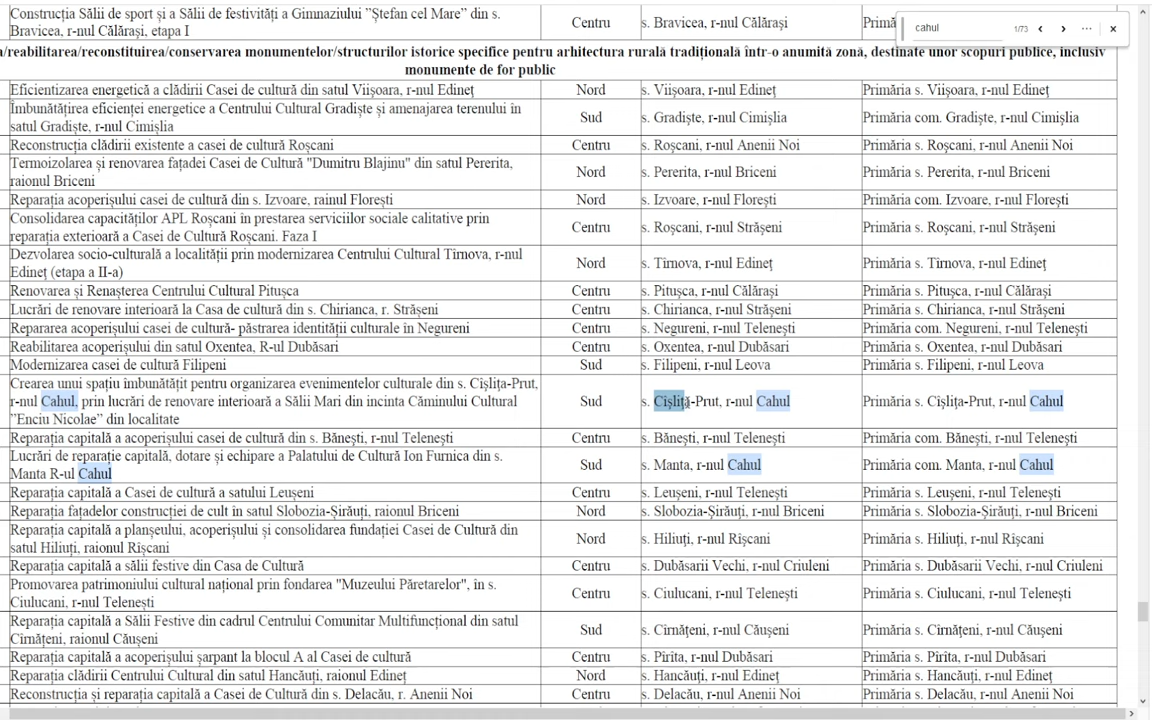 Construcția Sălii de sport și a Sălii de festivități a Gimnaziului ”Ștefan cel Mare” din s.
Bravicea, r-nul Călărași, etapa I
Centru
s. Bravicea, r-nul Călărași
Primă
cahul
1/73
/reabilitarea/reconstituirea/conservarea monumentelor/structurilor istorice specifice pentru arhitectura rurală tradițională într-o anumită zonă, destinate unor scopuri publice, inclusiv
monumente de for public
Eficientizarea energetică a clădirii Casei de cultură din satul Viișoara, r-nul Edineț
Nord
s. Viișoara, r-nul Edineț
Primăria s. Viișoara, r-nul Edineț
Îmbunătățirea eficienței energetice a Centrului Cultural Gradiște și amenajarea terenului în
satul Gradiște, r-nul Cimișlia
Sud
s. Gradiște, r-nul Cimișlia
Primăria com. Gradiște, r-nul Cimișlia
Reconstrucția clădirii existente a casei de cultură Roșcani
Centru
s. Roșcani, r-nul Anenii Noi
Primăria s. Roșcani, r-nul Anenii Noi
Termoizolarea și renovarea fațadei Casei de Cultură "Dumitru Blajinu" din satul Pererita,
raionul Briceni
Nord
s. Pererita, r-nul Briceni
Primăria s. Pererita, r-nul Briceni
Reparația acoperișului casei de cultură din s. Izvoare, rainul Florești
Nord
s. Izvoare, r-nul Florești
Primăria com. Izvoare, r-nul Florești
Consolidarea capacităților APL Roșcani în prestarea serviciilor sociale calitative prin
reparația exterioară a Casei de Cultură Roșcani. Faza I
Centru
s. Roșcani, r-nul Strășeni
Primăria s. Roșcani, r-nul Strășeni
Dezvolarea socio-culturală a localității prin modernizarea Centrului Cultural Tîrnova, r-nul
Edineț (etapa a II-a)
Nord
s. Tîrnova, r-nul Edineț
Primăria s. Tîrnova, r-nul Edineț
Renovarea și Renașterea Centrului Cultural Pitușca
Centru
s. Pitușca, r-nul Călărași
Primăria s. Pitușca, r-nul Călărași
Lucrări de renovare interioară la Casa de cultură din s. Chirianca, r. Strășeni
Centru
s. Chirianca, r-nul Strășeni
Primăria s. Chirianca, r-nul Strășeni
Repararea acoperișului casei de cultură- păstrarea identității culturale în Negureni
Centru
s. Negureni, r-nul Telenești
Primăria com. Negureni, r-nul Telenești
Reabilitarea acoperișului din satul Oxentea, R-ul Dubăsari
Centru
s. Oxentea, r-nul Dubăsari
Primăria s. Oxentea, r-nul Dubăsari
Modernizarea casei de cultură Filipeni
Sud
s. Filipeni, r-nul Leova
Primăria s. Filipeni, r-nul Leova
Crearea unui spațiu îmbunătățit pentru organizarea evenimentelor culturale din s. Cîșlița-Prut,
r-nul Cahul, prin lucrări de renovare interioară a Sălii Mari din incinta Căminului Cultural
”Enciu Nicolae” din localitate
Sud
s. Cîșlița-Prut, r-nul Cahul
Primăria s. Cîșlița-Prut, r-nul Cahul
Reparația capitală a acoperișului casei de cultură din s. Bănești, r-nul Telenești
Centru
s. Bănești, r-nul Telenești
Primăria com. Bănești, r-nul Telenești
Lucrări de reparație capitală, dotare și echipare a Palatului de Cultură Ion Furnica din s.
Manta R-ul Cahul
Sud
s. Manta, r-nul Cahul
Primăria com. Manta, r-nul Cahul
Reparația capitală a Casei de cultură a satului Leușeni
Centru
s. Leușeni, r-nul Telenești
Primăria s. Leușeni, r-nul Telenești
Reparația fațadelor construcției de cult în satul Slobozia-Șirăuți, raionul Briceni
Nord
s. Slobozia-Șirăuți, r-nul Briceni
Primăria s. Slobozia-Șirăuți, r-nul Briceni
Reparația capitală a planșeului, acoperișului și consolidarea fundației Casei de Cultură din
satul Hiliuți, raionul Rîșcani
Nord
s. Hiliuți, r-nul Rîșcani
Primăria s. Hiliuți, r-nul Rîșcani
Reparația capitală a sălii festive din Casa de Cultură
Centru
s. Dubăsarii Vechi, r-nul Criuleni
Primăria s. Dubăsarii Vechi, r-nul Criuleni
Promovarea patrimoniului cultural național prin fondarea "Muzeului Păretarelor", în s.
Ciulucani, r-nul Telenești
Centru
s. Ciulucani, r-nul Telenești
Primăria s. Ciulucani, r-nul Telenești
Reparația capitală a Sălii Festive din cadrul Centrului Comunitar Multifuncțional din satul
Cîrnățeni, raionul Căușeni
Sud
s. Cîrnățeni, r-nul Căușeni
Primăria s. Cîrnățeni, r-nul Căușeni
Reparația capitală a acoperișului șarpant la blocul A al Casei de cultură
Centru
s. Pîrîta, r-nul Dubăsari
Primăria s. Pîrîta, r-nul Dubăsari
Reparația clădirii Centrului Cultural din satul Hancăuți, raionul Edineț
Nord
s. Hancăuți, r-nul Edineț
Primăria s. Hancăuți, r-nul Edineț
Reconstrucția și reparația capitală a Casei de Cultură din s. Delacău, r. Anenii Noi
Centru
s. Delacău, r-nul Anenii Noi
Primăria s. Delacău, r-nul Anenii Noi